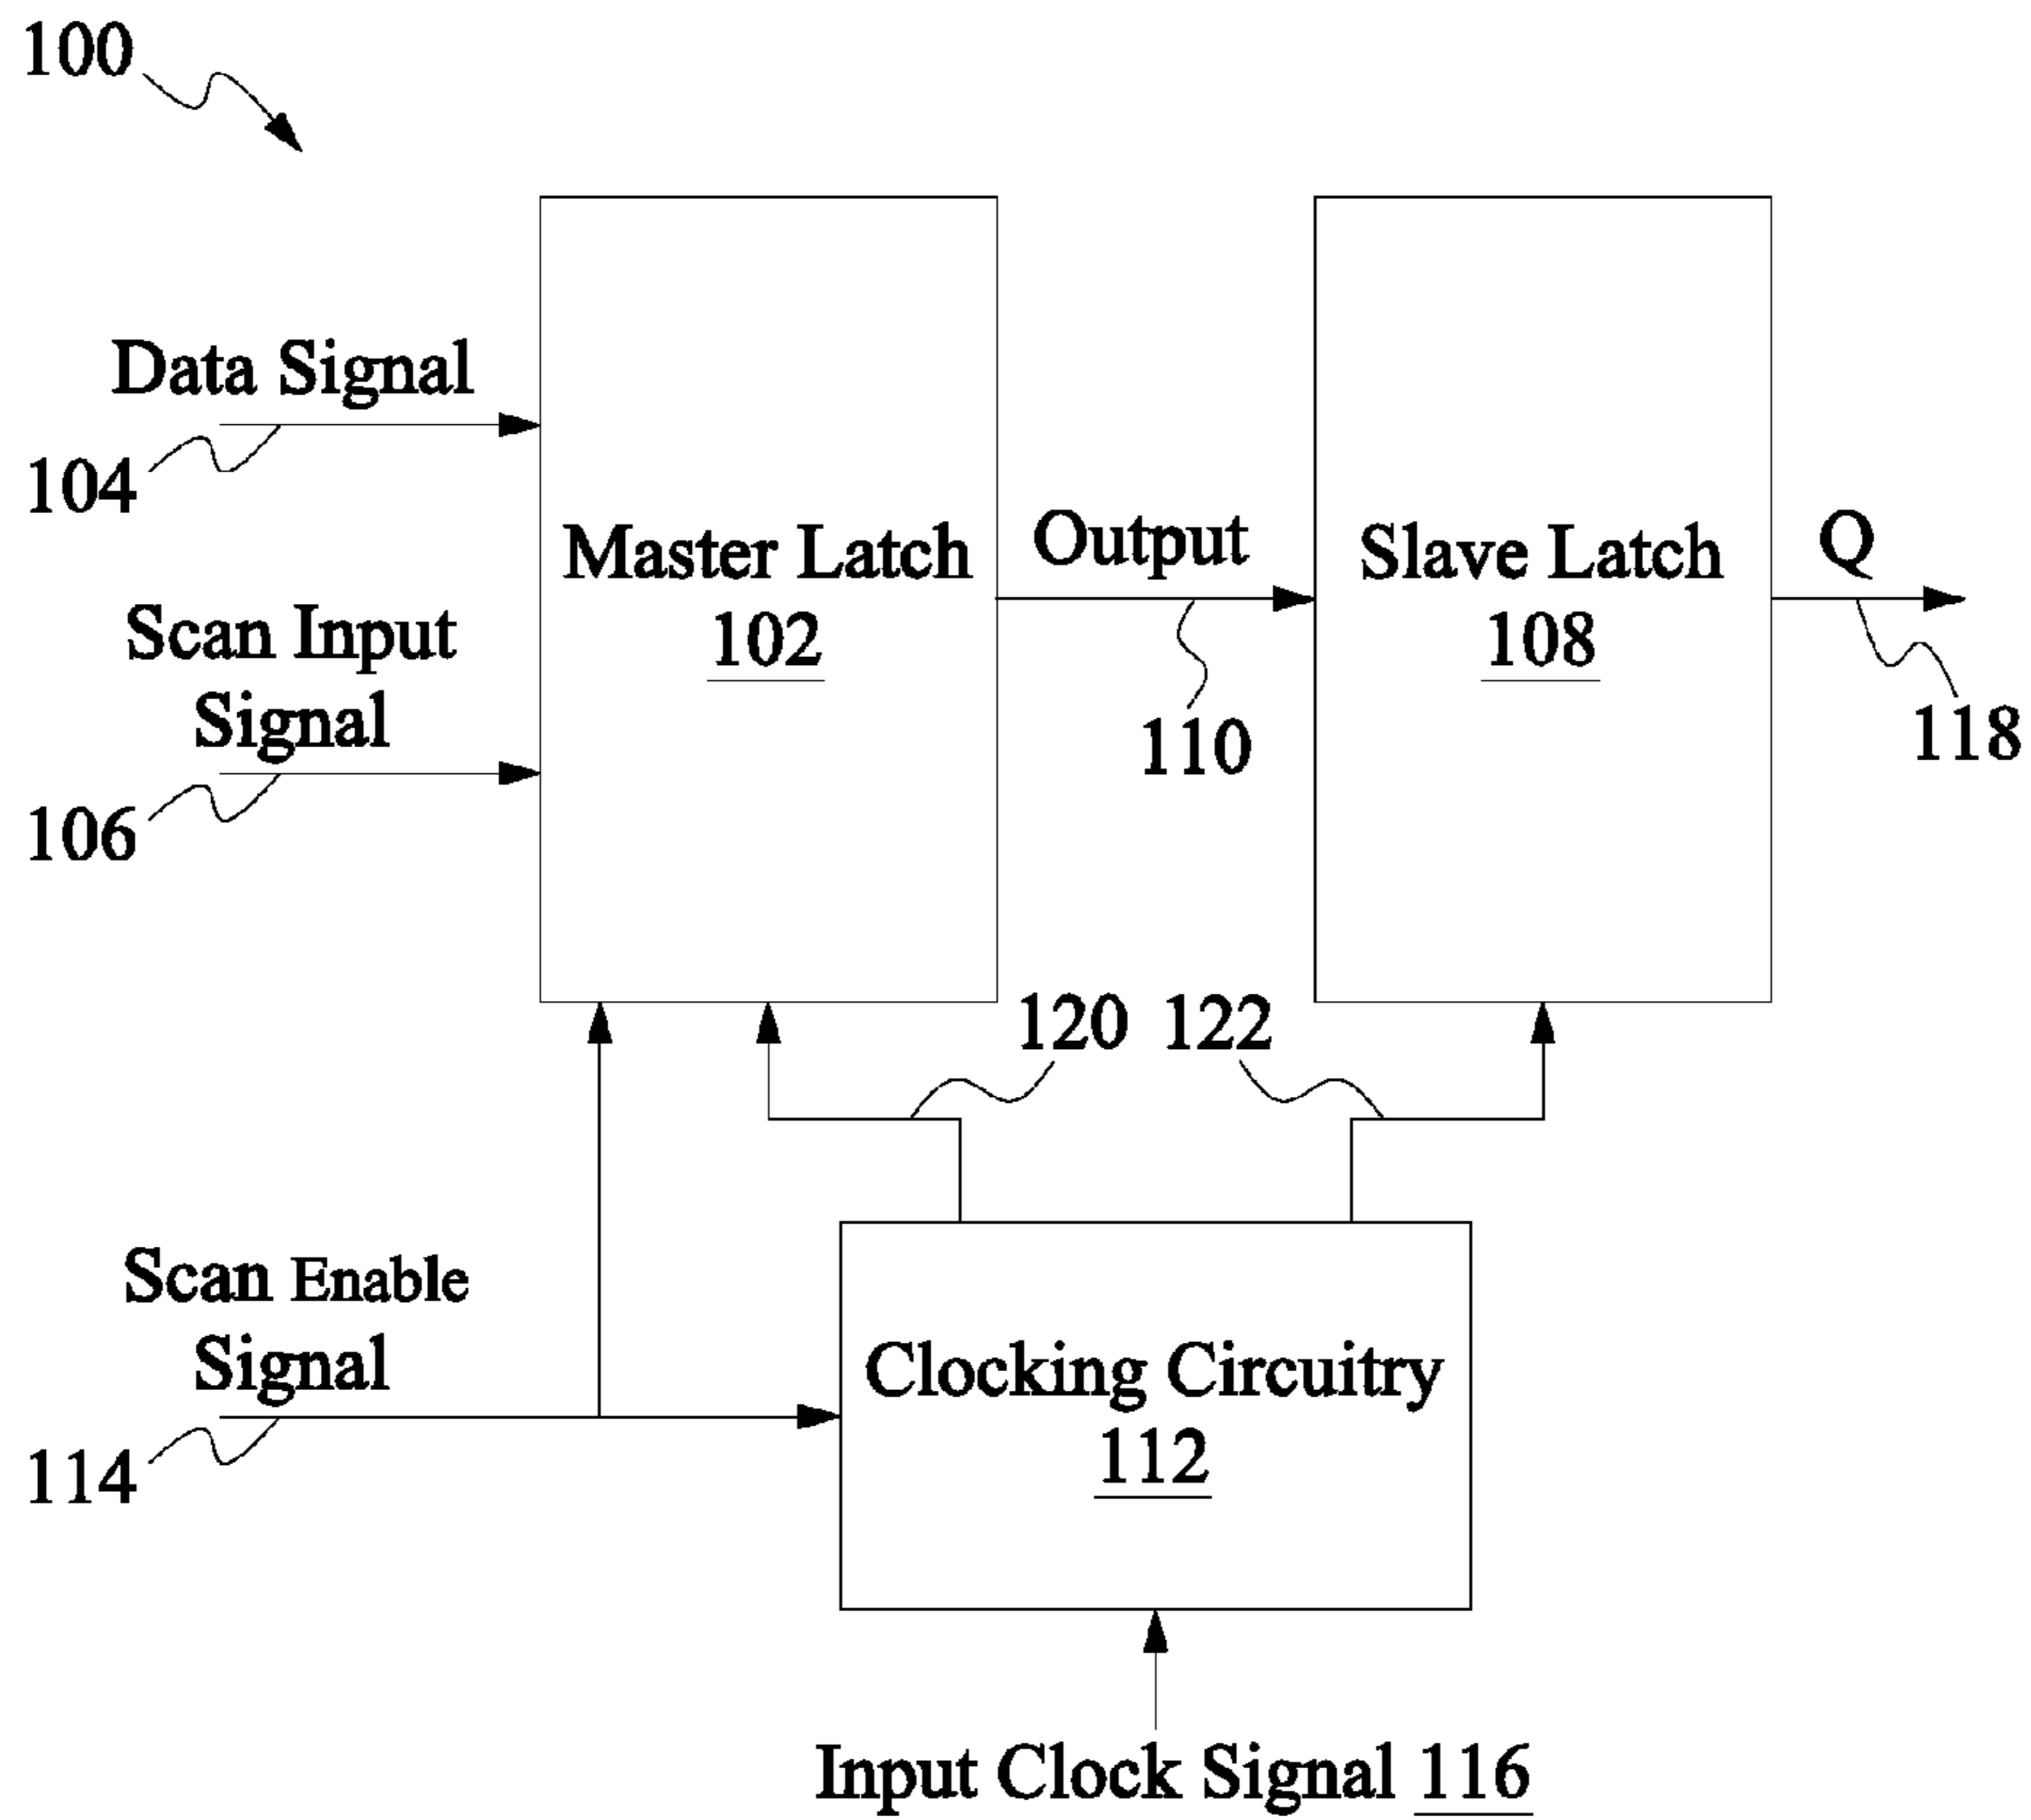 100
Data Signal
104
Scan Input
Signal
106
Master Latch
102
Output
110
Slave Latch
108
Q
118
120
122
Scan Enable
Signal
114
Clocking Circuitry
112
Input Clock Signal 116